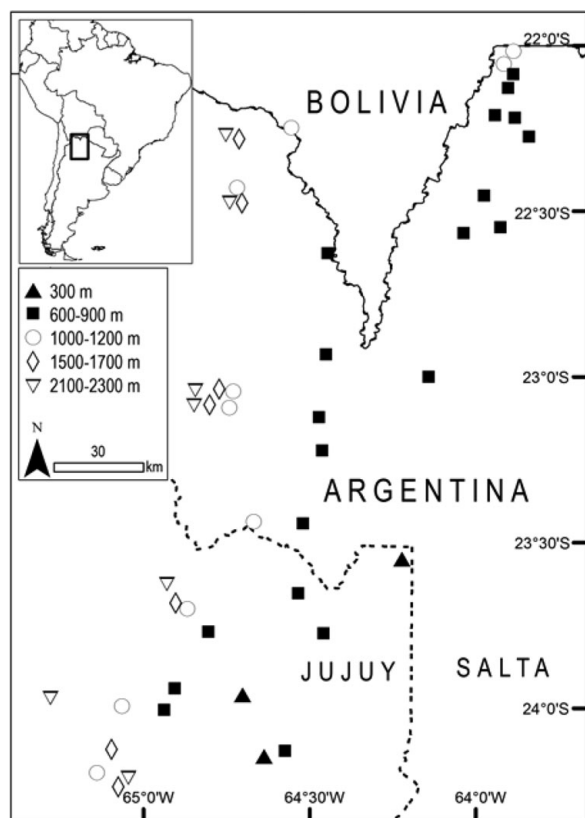 22°0'S
BOLIVIA
22°30'S
300 m
600-900 m
1000-1200 m
1500-1700 m
2100-2300 m
N
30
km
23°0'S
ARGENTINA
23°30'S
JUJUY
SALTA
24°0'S
65°0'W
64°30'W
64°0'W